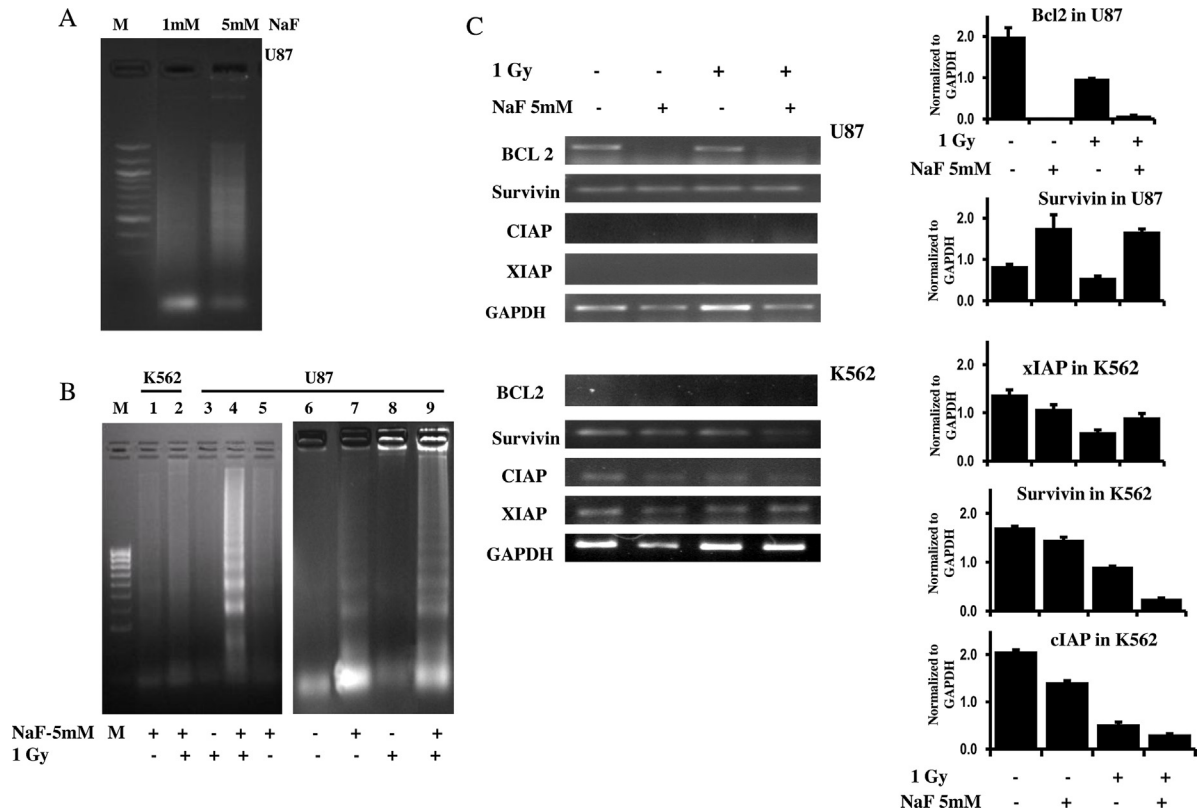 A
M 1mM 5mM NaF
U87
B
K562 U87
M 1 2 3 4 5 6 7 8 9
NaF-5mM M + + - + + - + - +
1 Gy - + + + - - - + +
C
1 Gy - - + +
NaF 5mM - + - +
U87
BCL 2
Survivin
CIAP
XIAP
GAPDH
K562
BCL2
Survivin
CIAP
XIAP
GAPDH
Bcl2 in U87
Normalized to
GAPDH
2.0
1.0
0.0
1 Gy - - + +
NaF 5mM - + - +
Survivin in U87
Normalized to
GAPDH
2.0
1.0
0.0
xIAP in K562
Normalized to
GAPDH
2.0
1.0
0.0
Survivin in K562
Normalized to
GAPDH
2.0
1.0
0.0
cIAP in K562
Normalized to
GAPDH
2.0
1.0
0.0
1 Gy - - + +
NaF 5mM - + - +